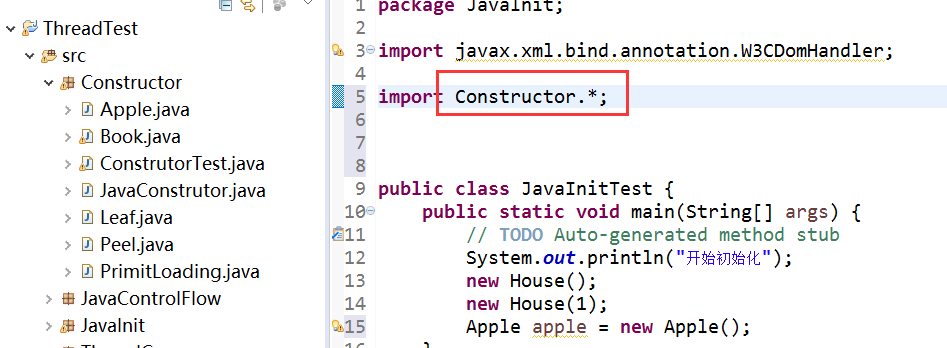 ThreadTest
src
Constructor
Apple.java
Book.java
ConstrutorTest.java
JavaConstrutor.java
Leaf.java
Peel.java
PrimitLoading.java
JavaControlFlow
JavaInit
1 package JavaInit;
2
3 import javax.xml.bind.annotation.W3CDomHandler;
4
5 import Constructor.*;
6
7
8
9 public class JavaInitTest {
10 public static void main(String[] args) {
11 // TODO Auto-generated method stub
12 System.out.println("开始初始化");
13 new House();
14 new House(1);
15 Apple apple = new Apple();